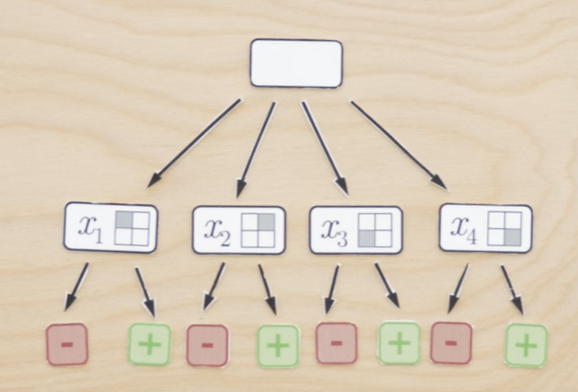 x₁ x₂ x₃ x₄
- + - + - + - +